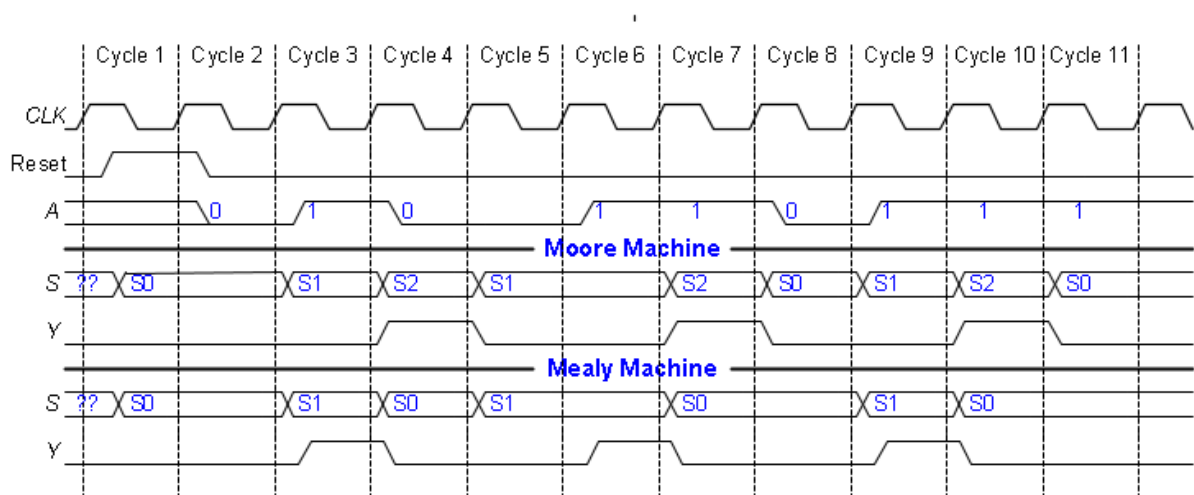 Cycle 1 Cycle 2 Cycle 3 Cycle 4 Cycle 5 Cycle 6 Cycle 7 Cycle 8 Cycle 9 Cycle 10 Cycle 11
CLK
Reset
A 0 1 0 1 1 0 1 1 1
Moore Machine
S ?? S0 S1 S2 S1 S2 S0 S1 S2 S0
Y
Mealy Machine
S ?? S0 S1 S0 S1 S0 S1 S0
Y